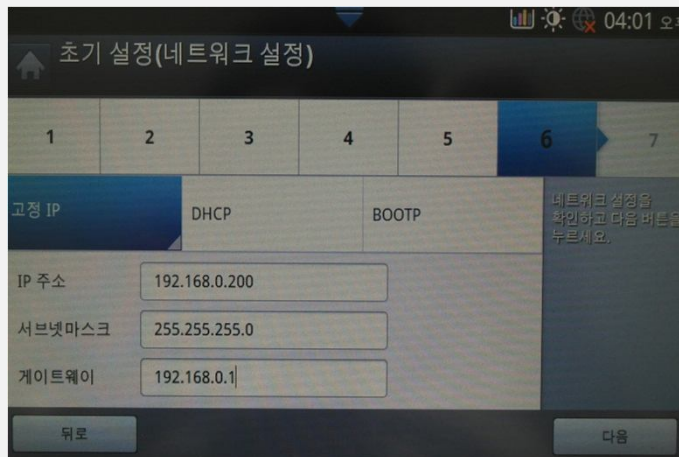 04:01 오후
초기 설정(네트워크 설정)
1 2 3 4 5 6 7
고정 IP DHCP BOOTP
네트워크 설정을
확인하고 다음 버튼을
누르세요.
IP 주소 192.168.0.200
서브넷마스크 255.255.255.0
게이트웨이 192.168.0.1
뒤로 다음